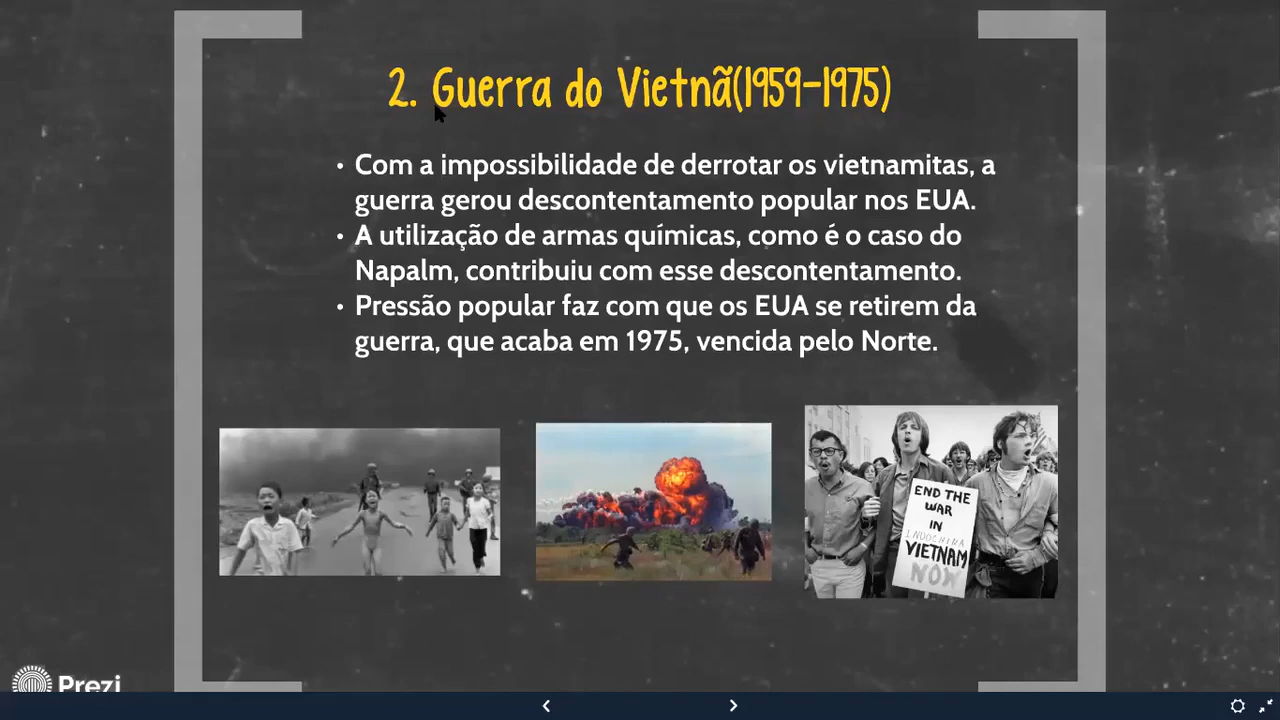 2. Guerra do Vietnã(1959-1975)
• Com a impossibilidade de derrotar os vietnamitas, a
guerra gerou descontentamento popular nos EUA.
• A utilização de armas químicas, como é o caso do
Napalm, contribuiu com esse descontentamento.
• Pressão popular faz com que os EUA se retirem da
guerra, que acaba em 1975, vencida pelo Norte.
END THE
WAR
IN
INDOCHINA
VIETNAM
NOW
Prezi